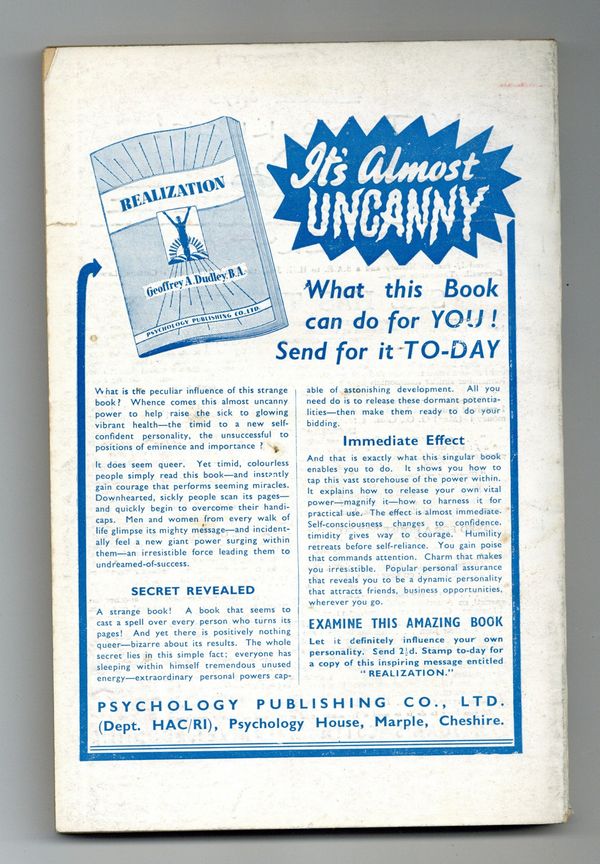 REALIZATION
Geoffrey A. Dudley, B.A.
PSYCHOLOGY PUBLISHING CO., LTD.
It's Almost
UNCANNY
What this Book
can do for YOU!
Send for it TO-DAY
What is the peculiar influence of this strange
book? Whence comes this almost uncanny
power to help raise the sick to glowing
vibrant health—the timid to a new self-
confident personality, the unsuccessful to
positions of eminence and importance?
It does seem queer. Yet timid, colourless
people simply read this book—and instantly
gain courage that performs seeming miracles.
Downhearted, sickly people scan its pages—
and quickly begin to overcome their handi-
caps. Men and women from every walk of
life glimpse its mighty message—and incident-
ally feel a new giant power surging within
them—an irresistible force leading them to
undreamed-of-success.
SECRET REVEALED
A strange book! A book that seems to
cast a spell over every person who turns its
pages! And yet there is positively nothing
queer—bizarre about its results. The whole
secret lies in this simple fact; everyone has
sleeping within himself tremendous unused
energy—extraordinary personal powers cap-
able of astonishing development. All you
need do is to release these dormant potentia-
lities—then make them ready to do your
bidding.
Immediate Effect
And that is exactly what this singular book
enables you to do. It shows you how to
tap this vast storehouse of the power within.
It explains how to release your own vital
power—magnify it—how to harness it for
practical use. The effect is almost immediate.
Self-consciousness changes to confidence,
timidity gives way to courage. Humility
retreats before self-reliance. You gain poise
that commands attention. Charm that makes
you irresistible. Popular personal assurance
that reveals you to be a dynamic personality
that attracts friends, business opportunities,
wherever you go.
EXAMINE THIS AMAZING BOOK
Let it definitely influence your own
personality. Send 2½d. Stamp to-day for
a copy of this inspiring message entitled
"REALIZATION."
PSYCHOLOGY PUBLISHING CO., LTD.
(Dept. HAC/RI), Psychology House, Marple, Cheshire.